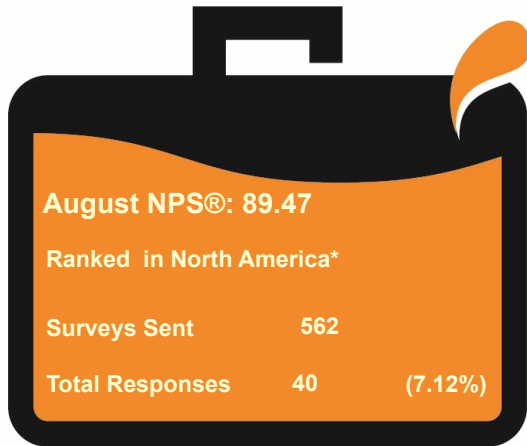 August NPS®: 89.47
Ranked in North America*
Surveys Sent 562
Total Responses 40 (7.12%)